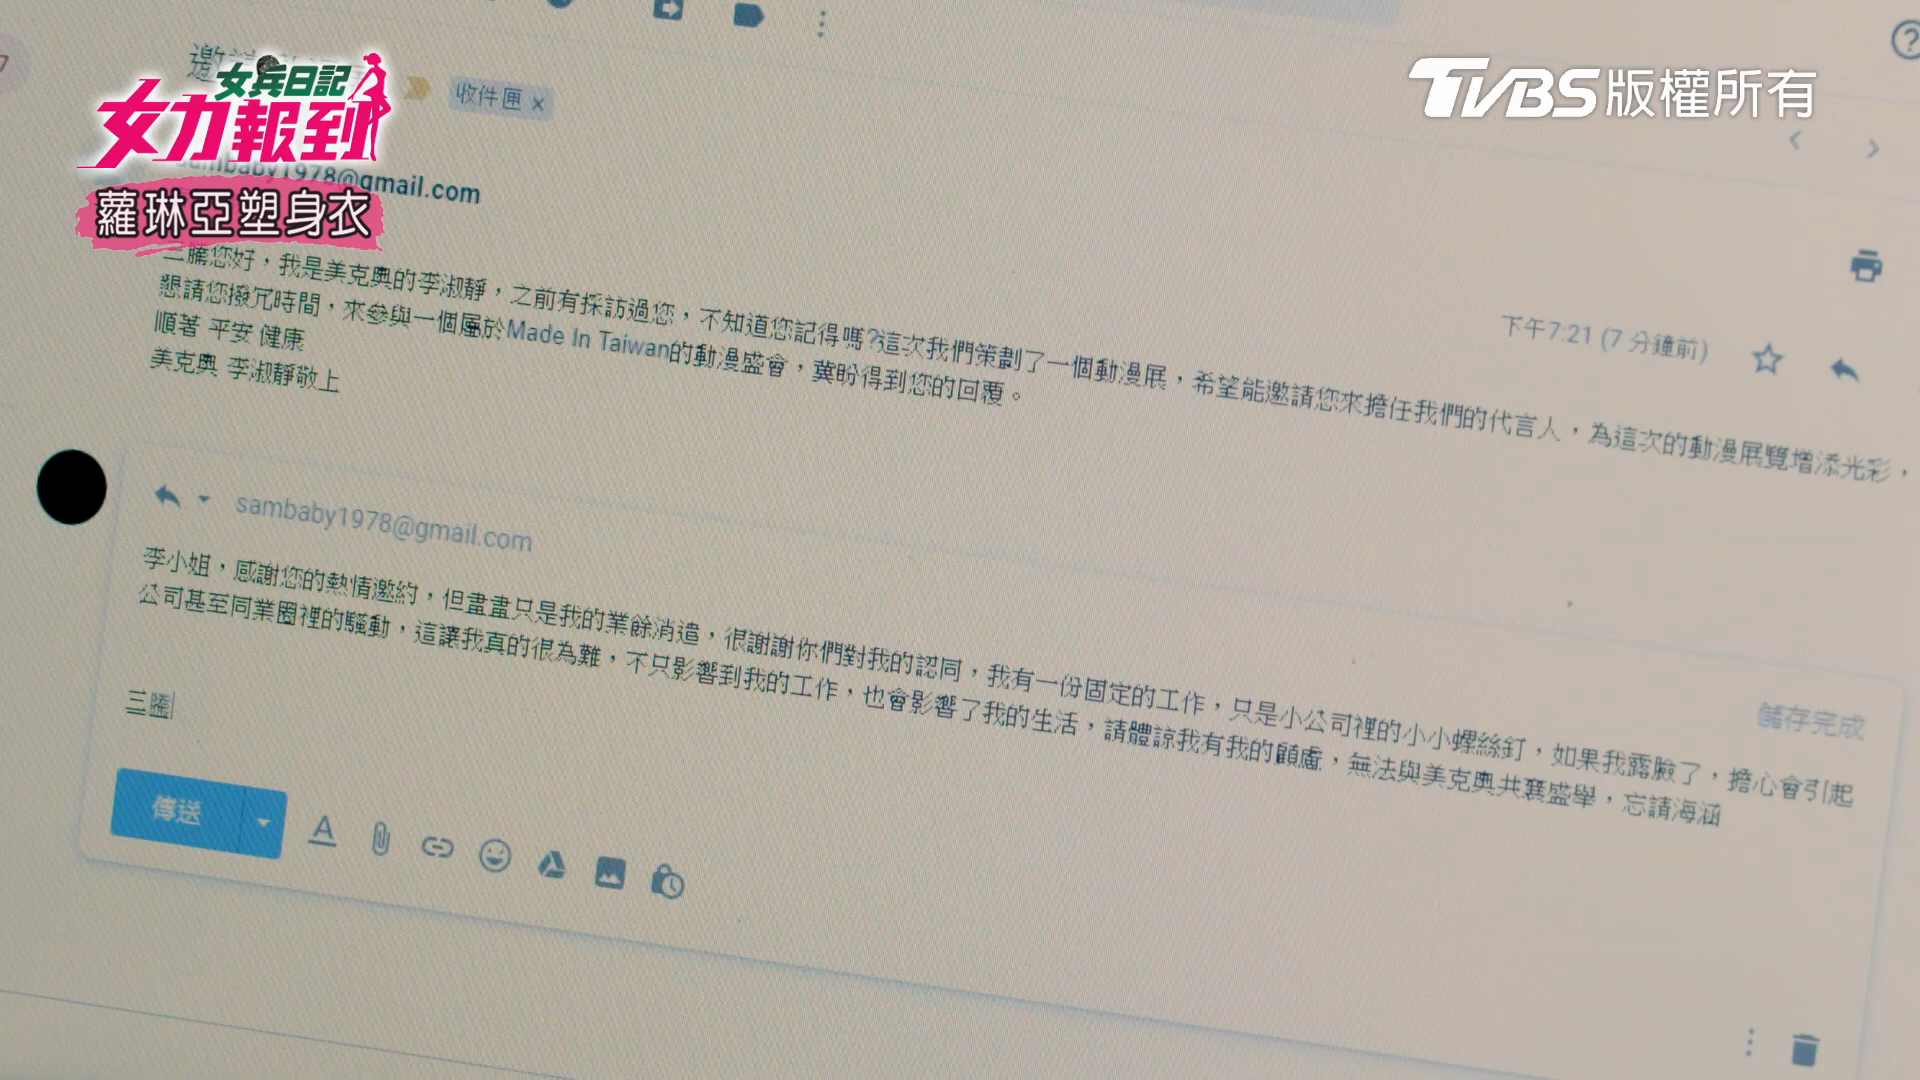 女兵日記
女力報到
蘿琳亞塑身衣
TVBS版權所有
收件匣 ×
sambaby1978@gmail.com
下午7:21 (7 分鐘前)
您好，我是美克奧的李淑靜，之前有採訪過您，不知道您記得嗎?這次我們策劃了一個動漫展，希望能邀請您來擔任我們的代言人，為這次的動漫展覽增添光彩，
懇請您撥冗時間，來參與一個屬於Made In Taiwan的動漫盛會，冀盼得到您的回覆。
順著 平安 健康
美克奧 李淑靜敬上
sambaby1978@gmail.com
李小姐，感謝您的熱情邀約，但畫畫只是我的業餘消遣，很謝謝你們對我的認同，我有一份固定的工作，只是小公司裡的小小螺絲釘，如果我露臉了，擔心會引起
公司甚至同業圈裡的騷動，這讓我真的很為難，不只影響到我的工作，也會影響了我的生活，請體諒我有我的顧慮，無法與美克奧共襄盛舉，忘請海涵
三
儲存完成
傳送